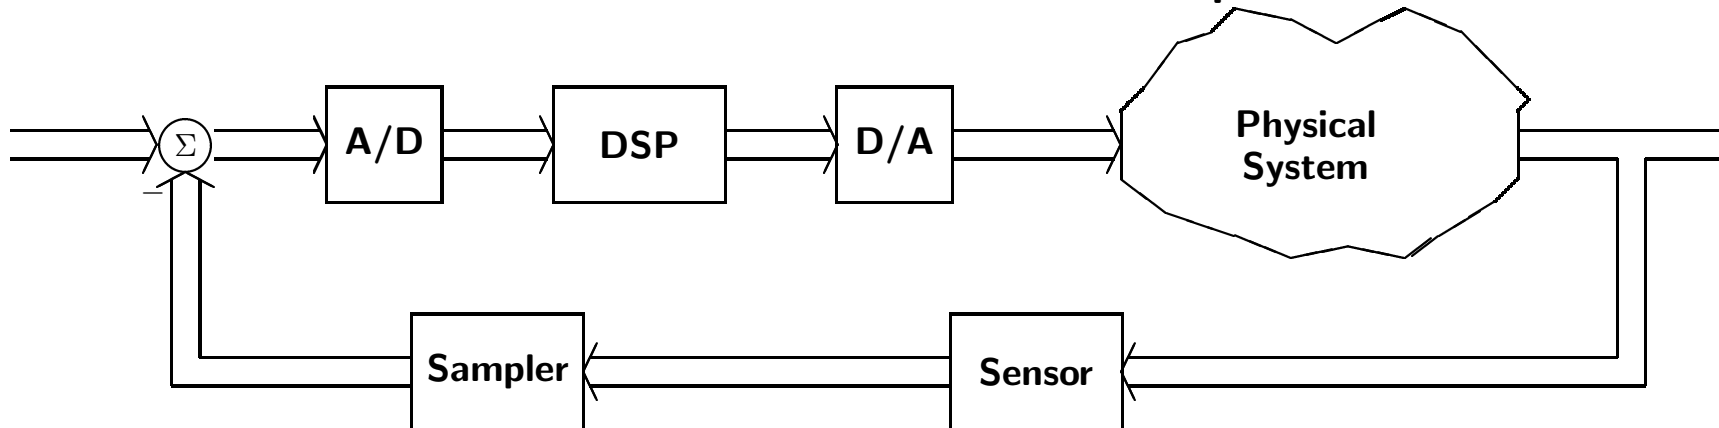 Σ
A/D
DSP
D/A
Physical
System
−
Sampler
Sensor